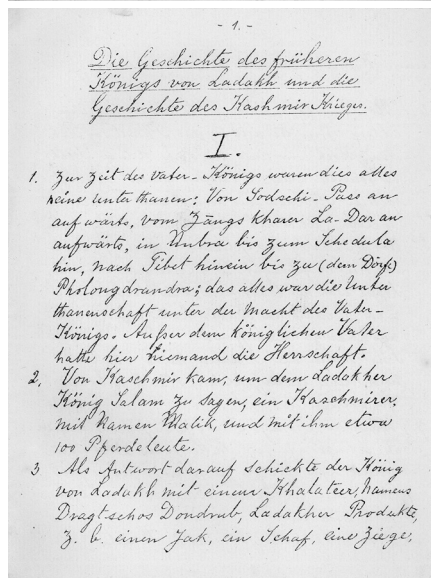 - 1. -
Die Geschichte des früheren
Königs von Ladakh und die
Geschichte des Kashmir Krieges.
I.
1. Zur Zeit des Vater-Königs waren dies alles
seine unterthanen: Von Sodschi-Pass an
aufwärts, vom Zangs kharer La-Dar an
aufwärts, in Nubra bis zum Schedula
hin, nach Tibet hinein bis zu (dem Dorf)
Pholongdrandra; das alles war die Unter
thanenschaft unter der Macht des Vater-
Königs. Außer dem königlichen Vater
hatte hier niemand die Herrschaft.
2. Von Kaschmir kam, um dem Ladakher
König Salam zu sagen, ein Kaschmirer,
mit Namen Malik, und mit ihm etwa
100 Pferdeleute.
3 Als Antwort darauf schickte der König
von Ladakh mit einem Khalateer, Namens
Dragtschos Dondrub, Ladakher Produkte,
z. b. einen Jak, ein Schaf, eine Ziege,